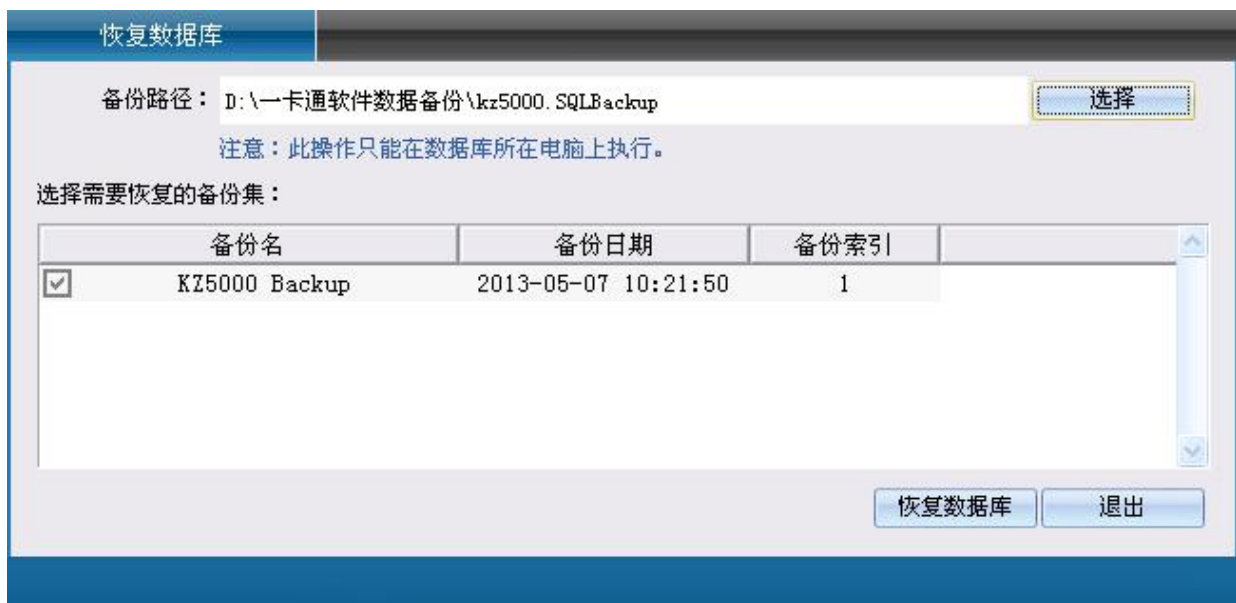 恢复数据库
备份路径： D:\一卡通软件数据备份\kz5000.SQLBackup 选择
注意：此操作只能在数据库所在电脑上执行。
选择需要恢复的备份集：
备份名 备份日期 备份索引
KZ5000 Backup 2013-05-07 10:21:50 1
恢复数据库 退出